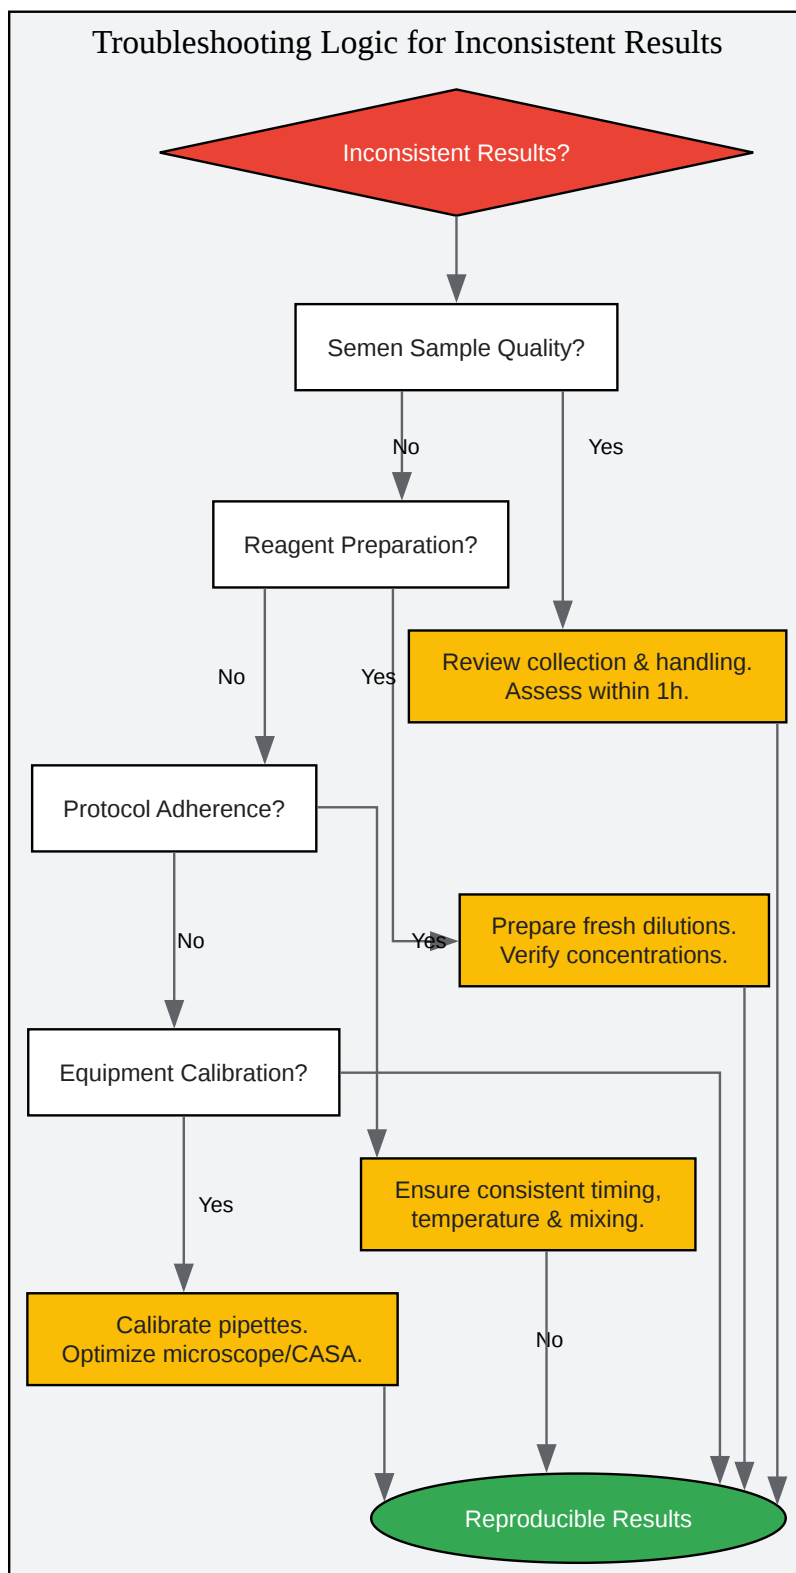 Troubleshooting Logic for Inconsistent Results
Inconsistent Results?
Semen Sample Quality?
No
Yes
Reagent Preparation?
Review collection & handling.
Assess within 1h.
No
Yes
Protocol Adherence?
Prepare fresh dilutions.
Verify concentrations.
No
Yes
Equipment Calibration?
Ensure consistent timing,
temperature & mixing.
Yes
Calibrate pipettes.
Optimize microscope/CASA.
No
Reproducible Results